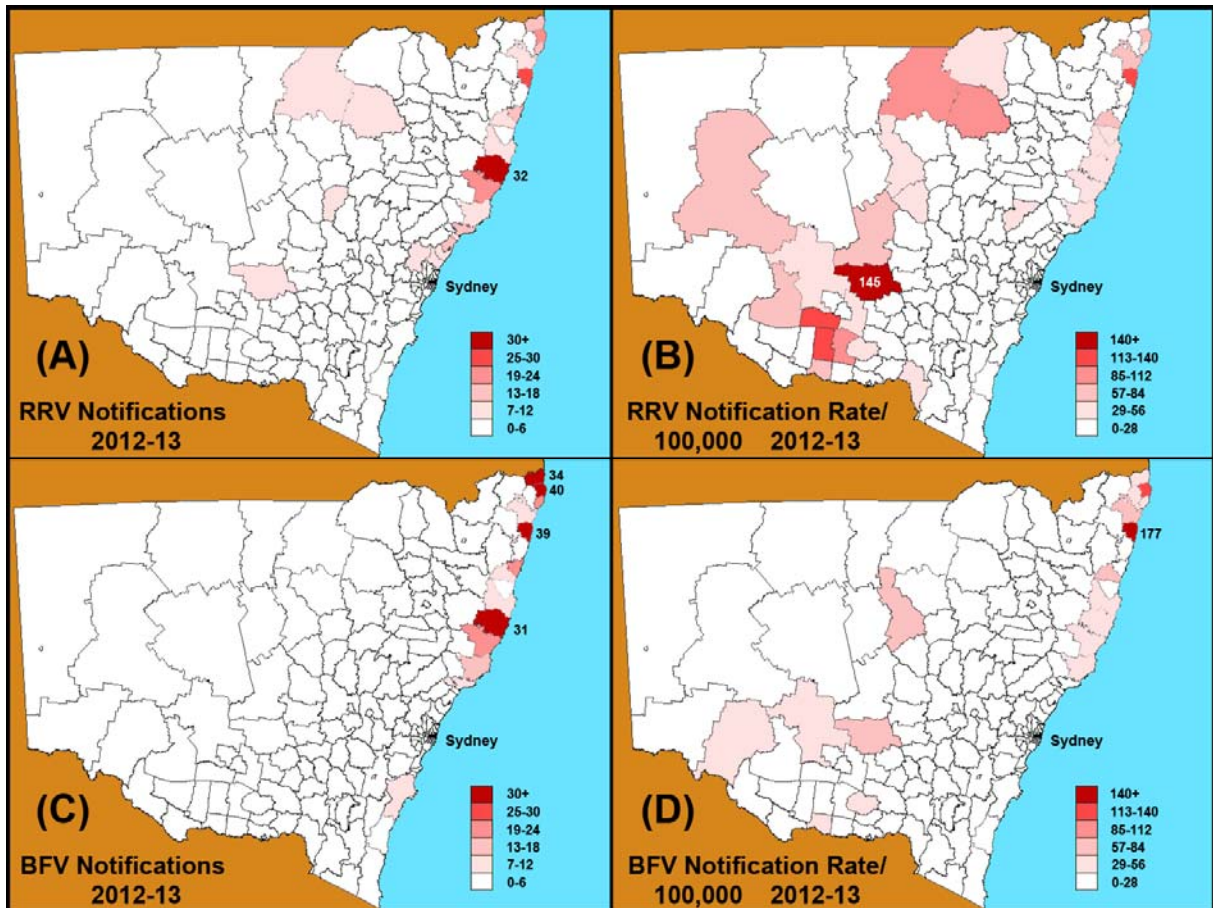 32
Sydney
(A)
30+
25-30
19-24
13-18
7-12
0-6
RRV Notifications
2012-13
145
Sydney
(B)
140+
113-140
85-112
57-84
29-56
0-28
RRV Notification Rate/
100,000 2012-13
34
40
39
31
Sydney
(C)
30+
25-30
19-24
13-18
7-12
0-6
BFV Notifications
2012-13
177
Sydney
(D)
140+
113-140
85-112
57-84
29-56
0-28
BFV Notification Rate/
100,000 2012-13